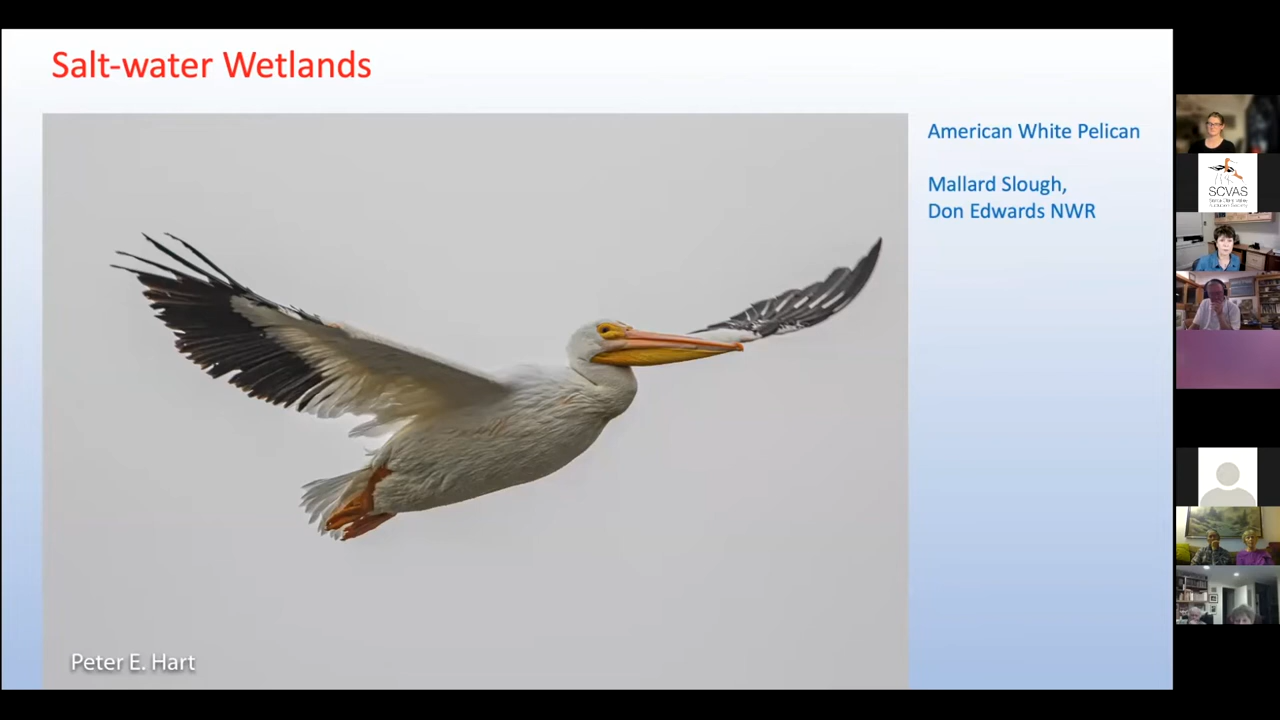 Salt-water Wetlands
American White Pelican
Mallard Slough,
Don Edwards NWR
Peter E. Hart
SCVAS